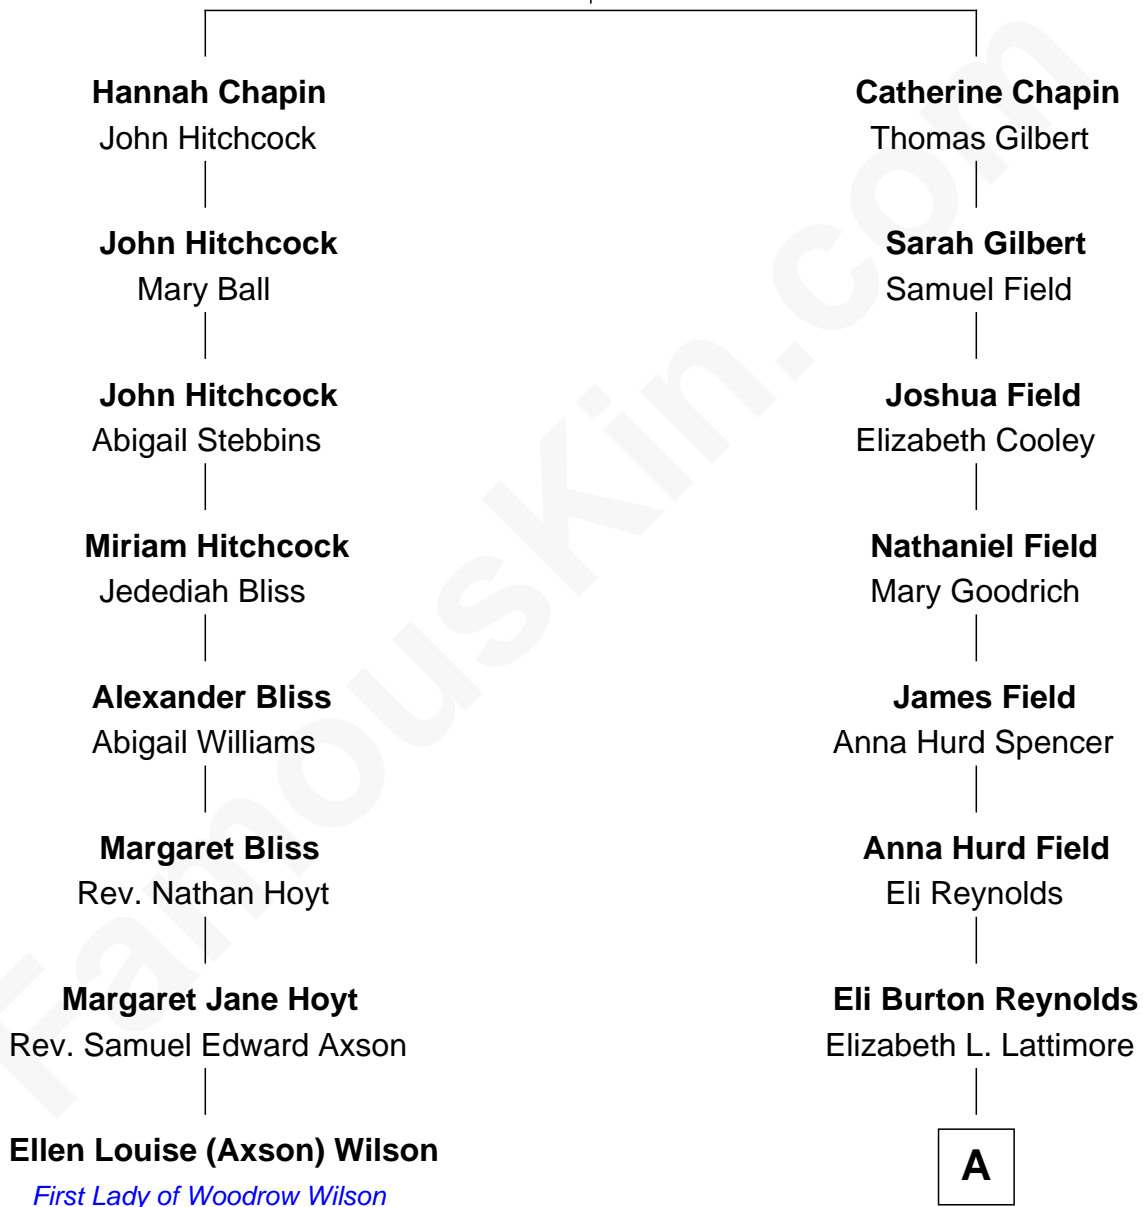 Hannah Chapin
John Hitchcock
John Hitchcock
Mary Ball
John Hitchcock
Abigail Stebbins
Miriam Hitchcock
Jedediah Bliss
Alexander Bliss
Abigail Williams
Margaret Bliss
Rev. Nathan Hoyt
Margaret Jane Hoyt
Rev. Samuel Edward Axson
Ellen Louise (Axson) Wilson
First Lady of Woodrow Wilson
Catherine Chapin
Thomas Gilbert
Sarah Gilbert
Samuel Field
Joshua Field
Elizabeth Cooley
Nathaniel Field
Mary Goodrich
James Field
Anna Hurd Spencer
Anna Hurd Field
Eli Reynolds
Eli Burton Reynolds
Elizabeth L. Lattimore
A
FamousKin.com